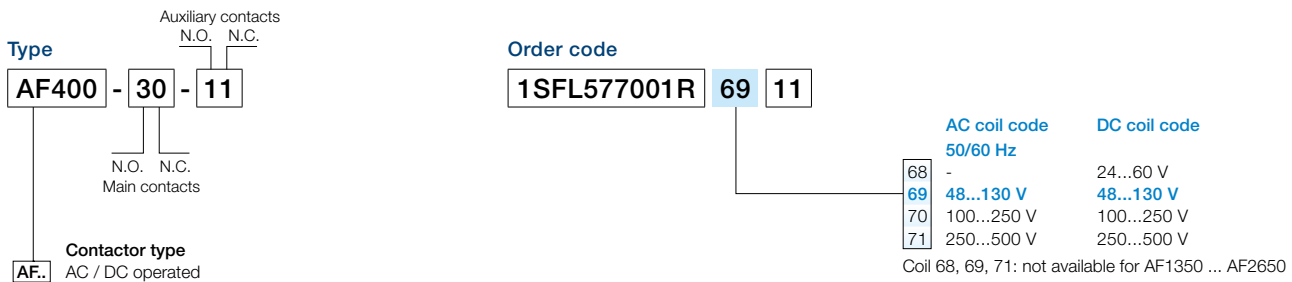 Auxiliary contacts
N.O. N.C.
Type
AF400 - 30 - 11
N.O. N.C.
Main contacts
Contactor type
AF.. AC / DC operated
Order code
1SFL577001R 69 11
AC coil code DC coil code
50/60 Hz
68 - 24...60 V
69 48...130 V 48...130 V
70 100...250 V 100...250 V
71 250...500 V 250...500 V
Coil 68, 69, 71: not available for AF1350 ... AF2650